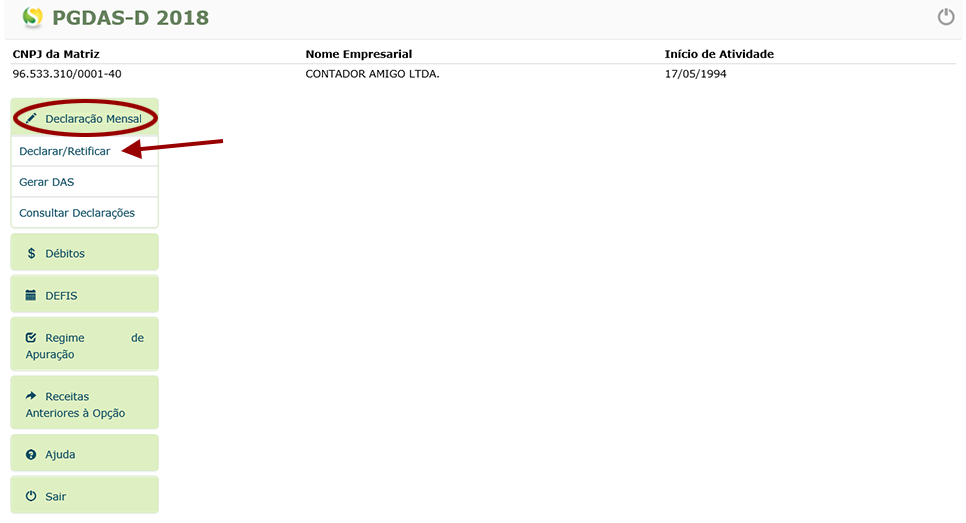 PGDAS-D 2018
CNPJ da Matriz Nome Empresarial Início de Atividade
96.533.310/0001-40 CONTADOR AMIGO LTDA. 17/05/1994
Declaração Mensal
Declarar/Retificar
Gerar DAS
Consultar Declarações
$ Débitos
DEFIS
Regime de
Apuração
Receitas
Anteriores à Opção
Ajuda
Sair